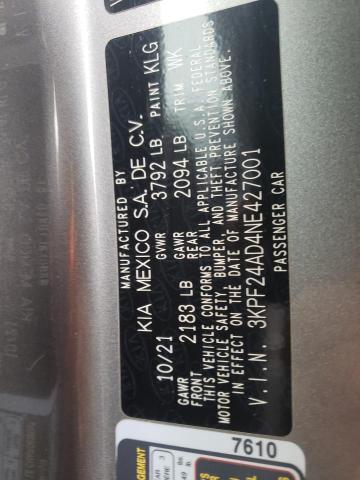 MANUFACTURED BY
KIA MEXICO S.A. DE C.V.
10/21 GVWR 3792 LB PAINT KLG
GAWR FRONT 2183 LB GAWR REAR 2094 LB TRIM WK
THIS VEHICLE CONFORMS TO ALL APPLICABLE U.S.A. FEDERAL
MOTOR VEHICLE SAFETY, BUMPER, AND THEFT PREVENTION STANDARDS
IN EFFECT ON THE DATE OF MANUFACTURE SHOWN ABOVE.
V.I.N. 3KPF24AD4NE427001
PASSENGER CAR
7610